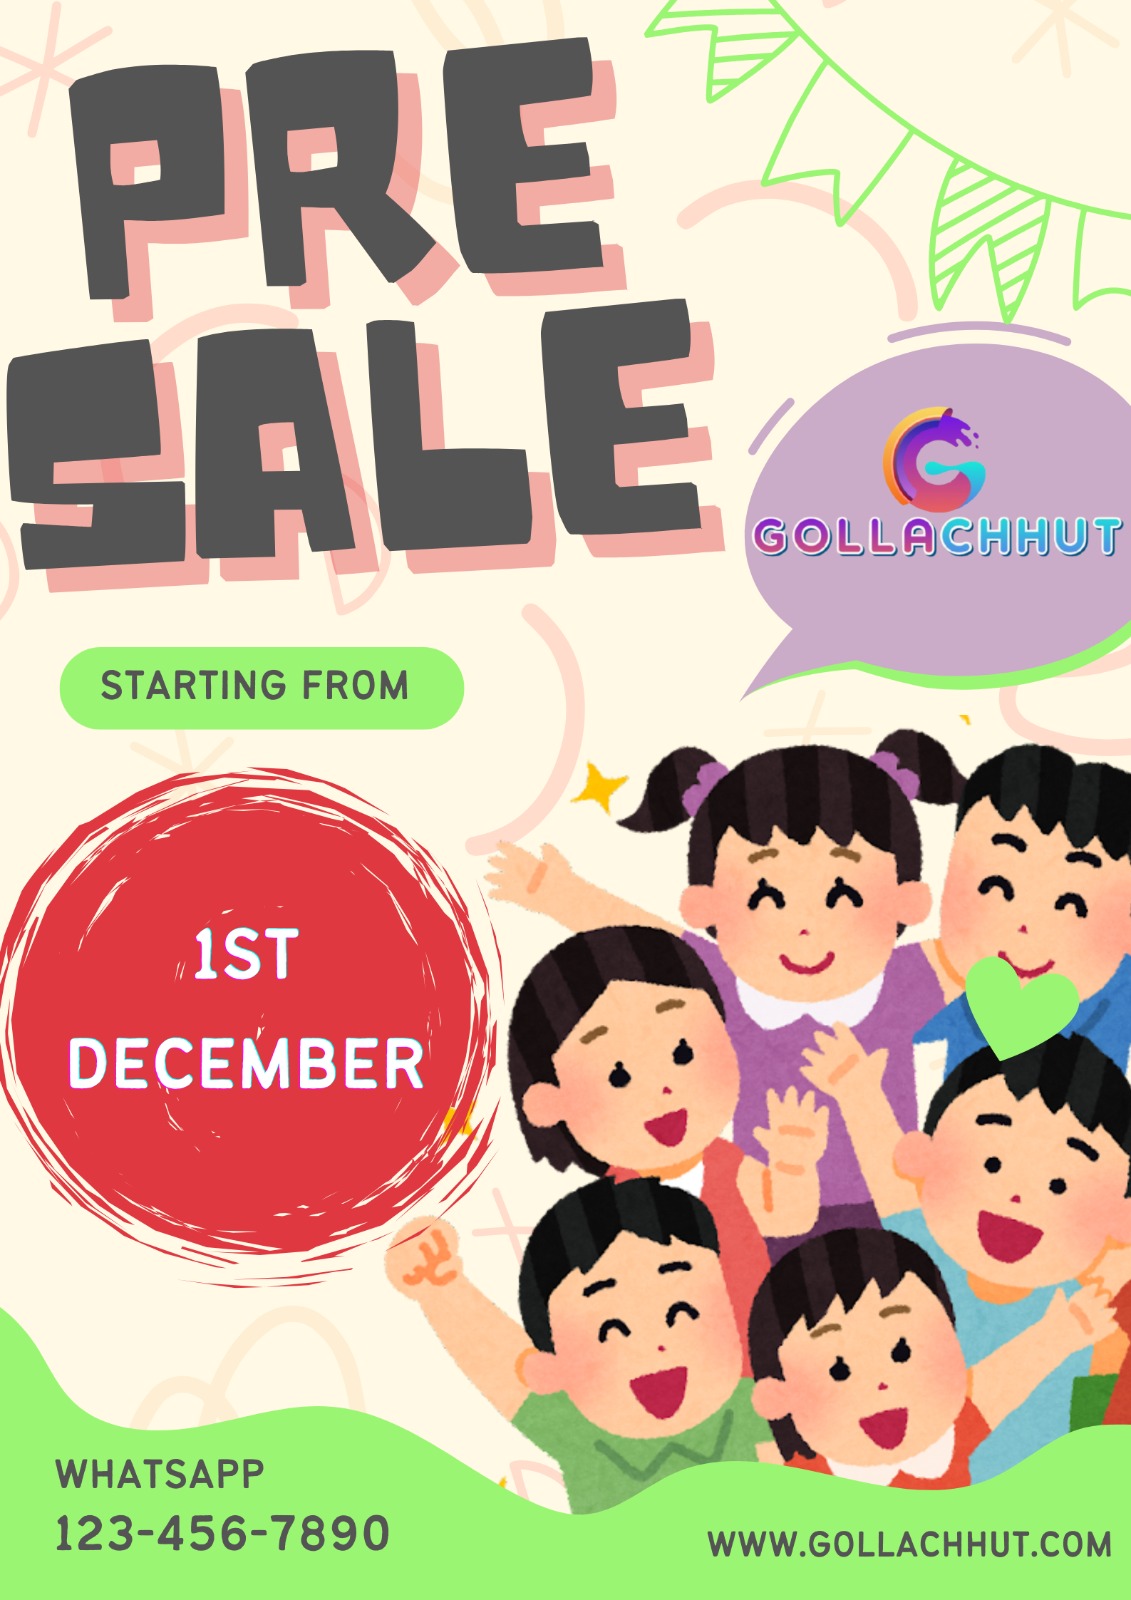 PRE
SALE
GOLLACHHUT
STARTING FROM
1ST
DECEMBER
WHATSAPP
123-456-7890
WWW.GOLLACHHUT.COM